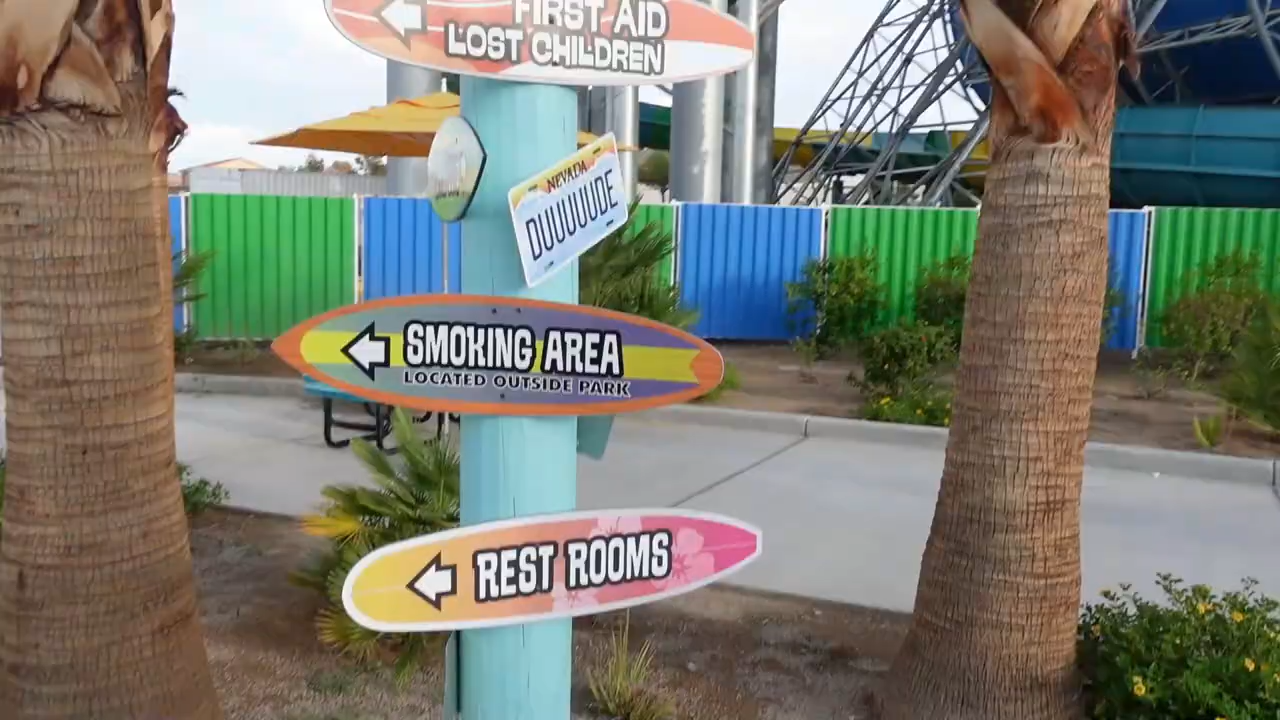 FIRST AID
LOST CHILDREN
NEVADA
DUUUUUDE
SMOKING AREA
LOCATED OUTSIDE PARK
REST ROOMS